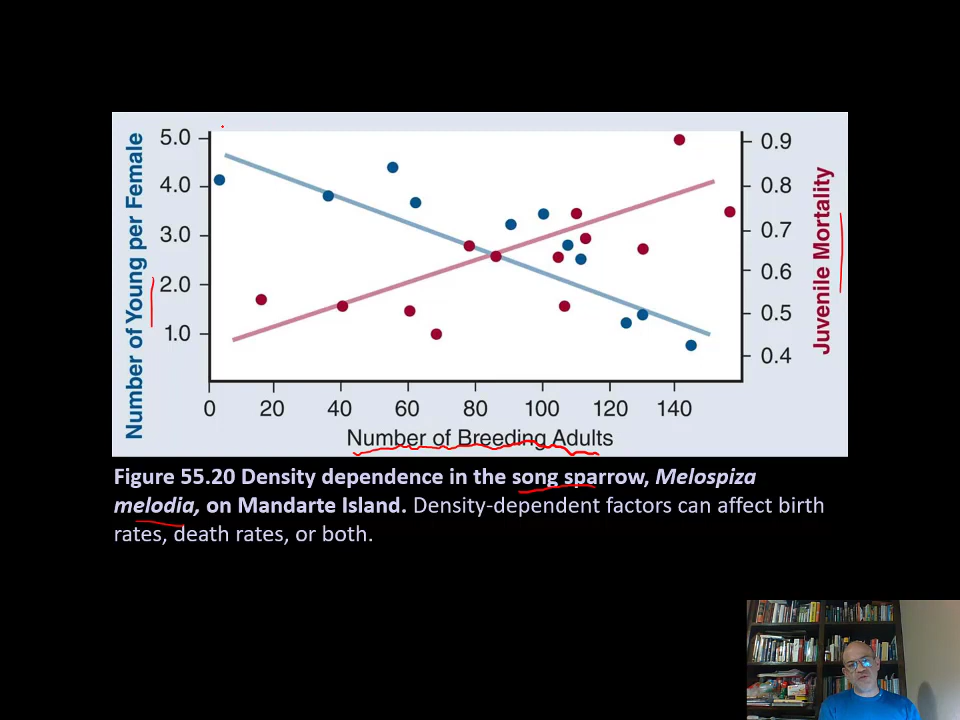 Number of Young per Female
5.0
4.0
3.0
2.0
1.0
0.9
0.8
0.7
0.6
0.5
0.4
Juvenile Mortality
0 20 40 60 80 100 120 140
Number of Breeding Adults
Figure 55.20 Density dependence in the song sparrow, Melospiza
melodia, on Mandarte Island. Density-dependent factors can affect birth
rates, death rates, or both.